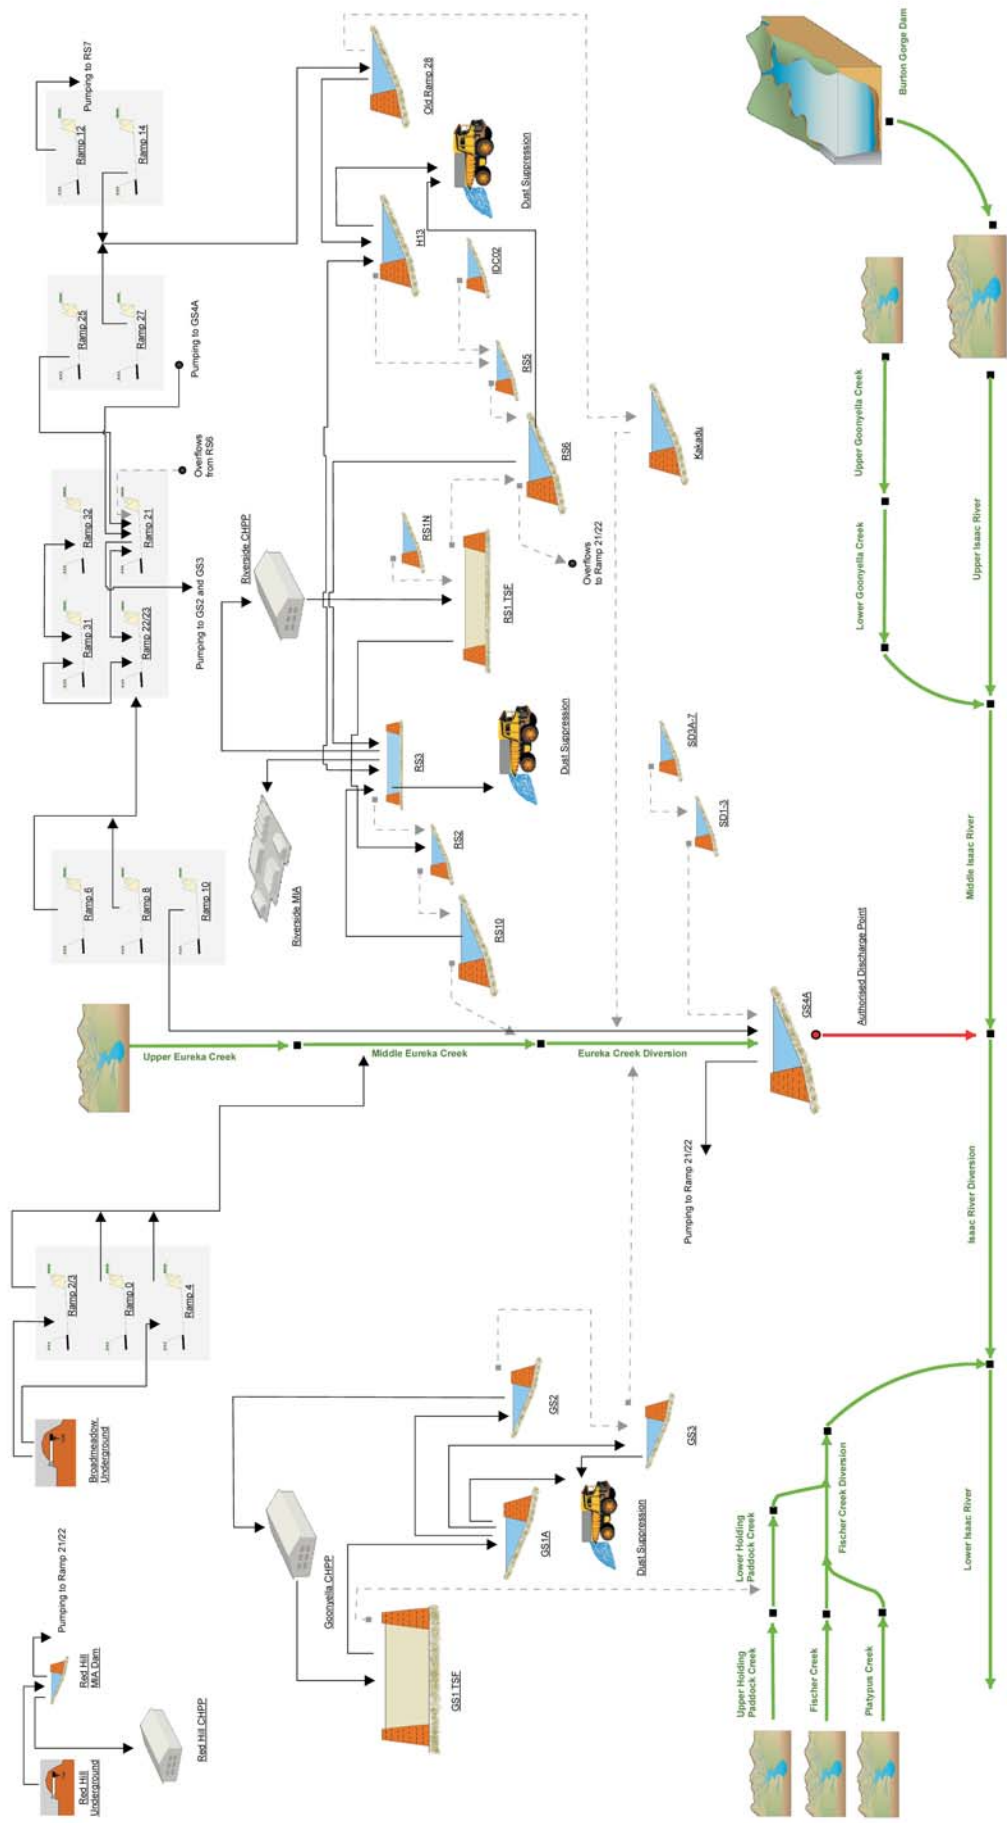 Red Hill
Underground
Red Hill
MIA Dam
Pumping to Ramp 21/22
Red Hill CHPP
Broadmeadow
Underground
Ramp 2/3
Ramp 0
Ramp 4
Upper Eureka Creek
Middle Eureka Creek
Eureka Creek Diversion
Ramp 6
Ramp 8
Ramp 10
Ramp 31
Ramp 32
Ramp 22/23
Ramp 21
Pumping to GS2 and GS3
Overflows
from RS6
Pumping to GS4A
Ramp 25
Ramp 27
Ramp 12
Ramp 14
Pumping to RS7
Goonyella CHPP
GS1 TSF
GS1A
GS2
GS3
Dust Suppression
Riverside MIA
Riverside CHPP
RS10
RS2
RS3
Dust Suppression
RS1 TSF
RS1N
RS6
RS5
IDC02
H13
Old Ramp 28
Dust Suppression
Overflows
to Ramp 21/22
Kakadu
SD1-3
SD3A-7
Pumping to Ramp 21/22
GS4A
Authorised Discharge Point
Upper Holding
Paddock Creek
Lower Holding
Paddock Creek
Fischer Creek
Fischer Creek Diversion
Platypus Creek
Lower Goonyella Creek
Upper Goonyella Creek
Burton Gorge Dam
Lower Isaac River
Isaac River Diversion
Middle Isaac River
Upper Isaac River